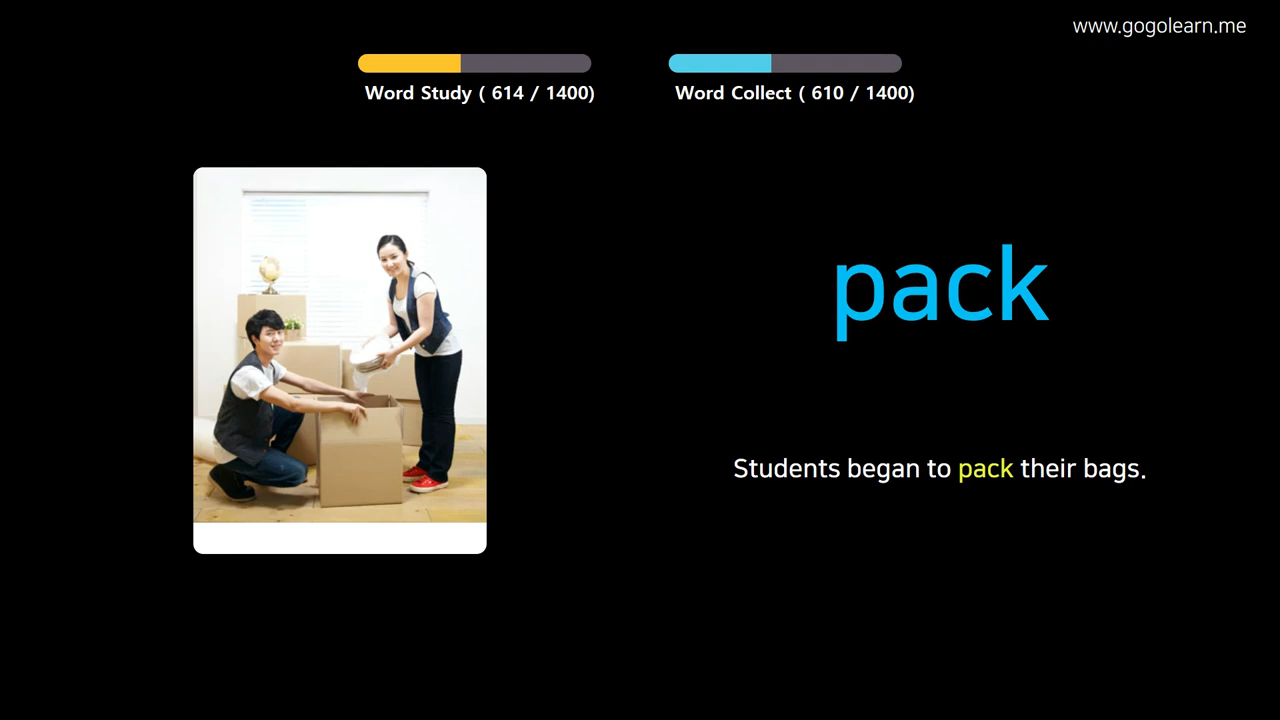 www.gogolearn.me
Word Study ( 614 / 1400)
Word Collect ( 610 / 1400)
pack
Students began to pack their bags.